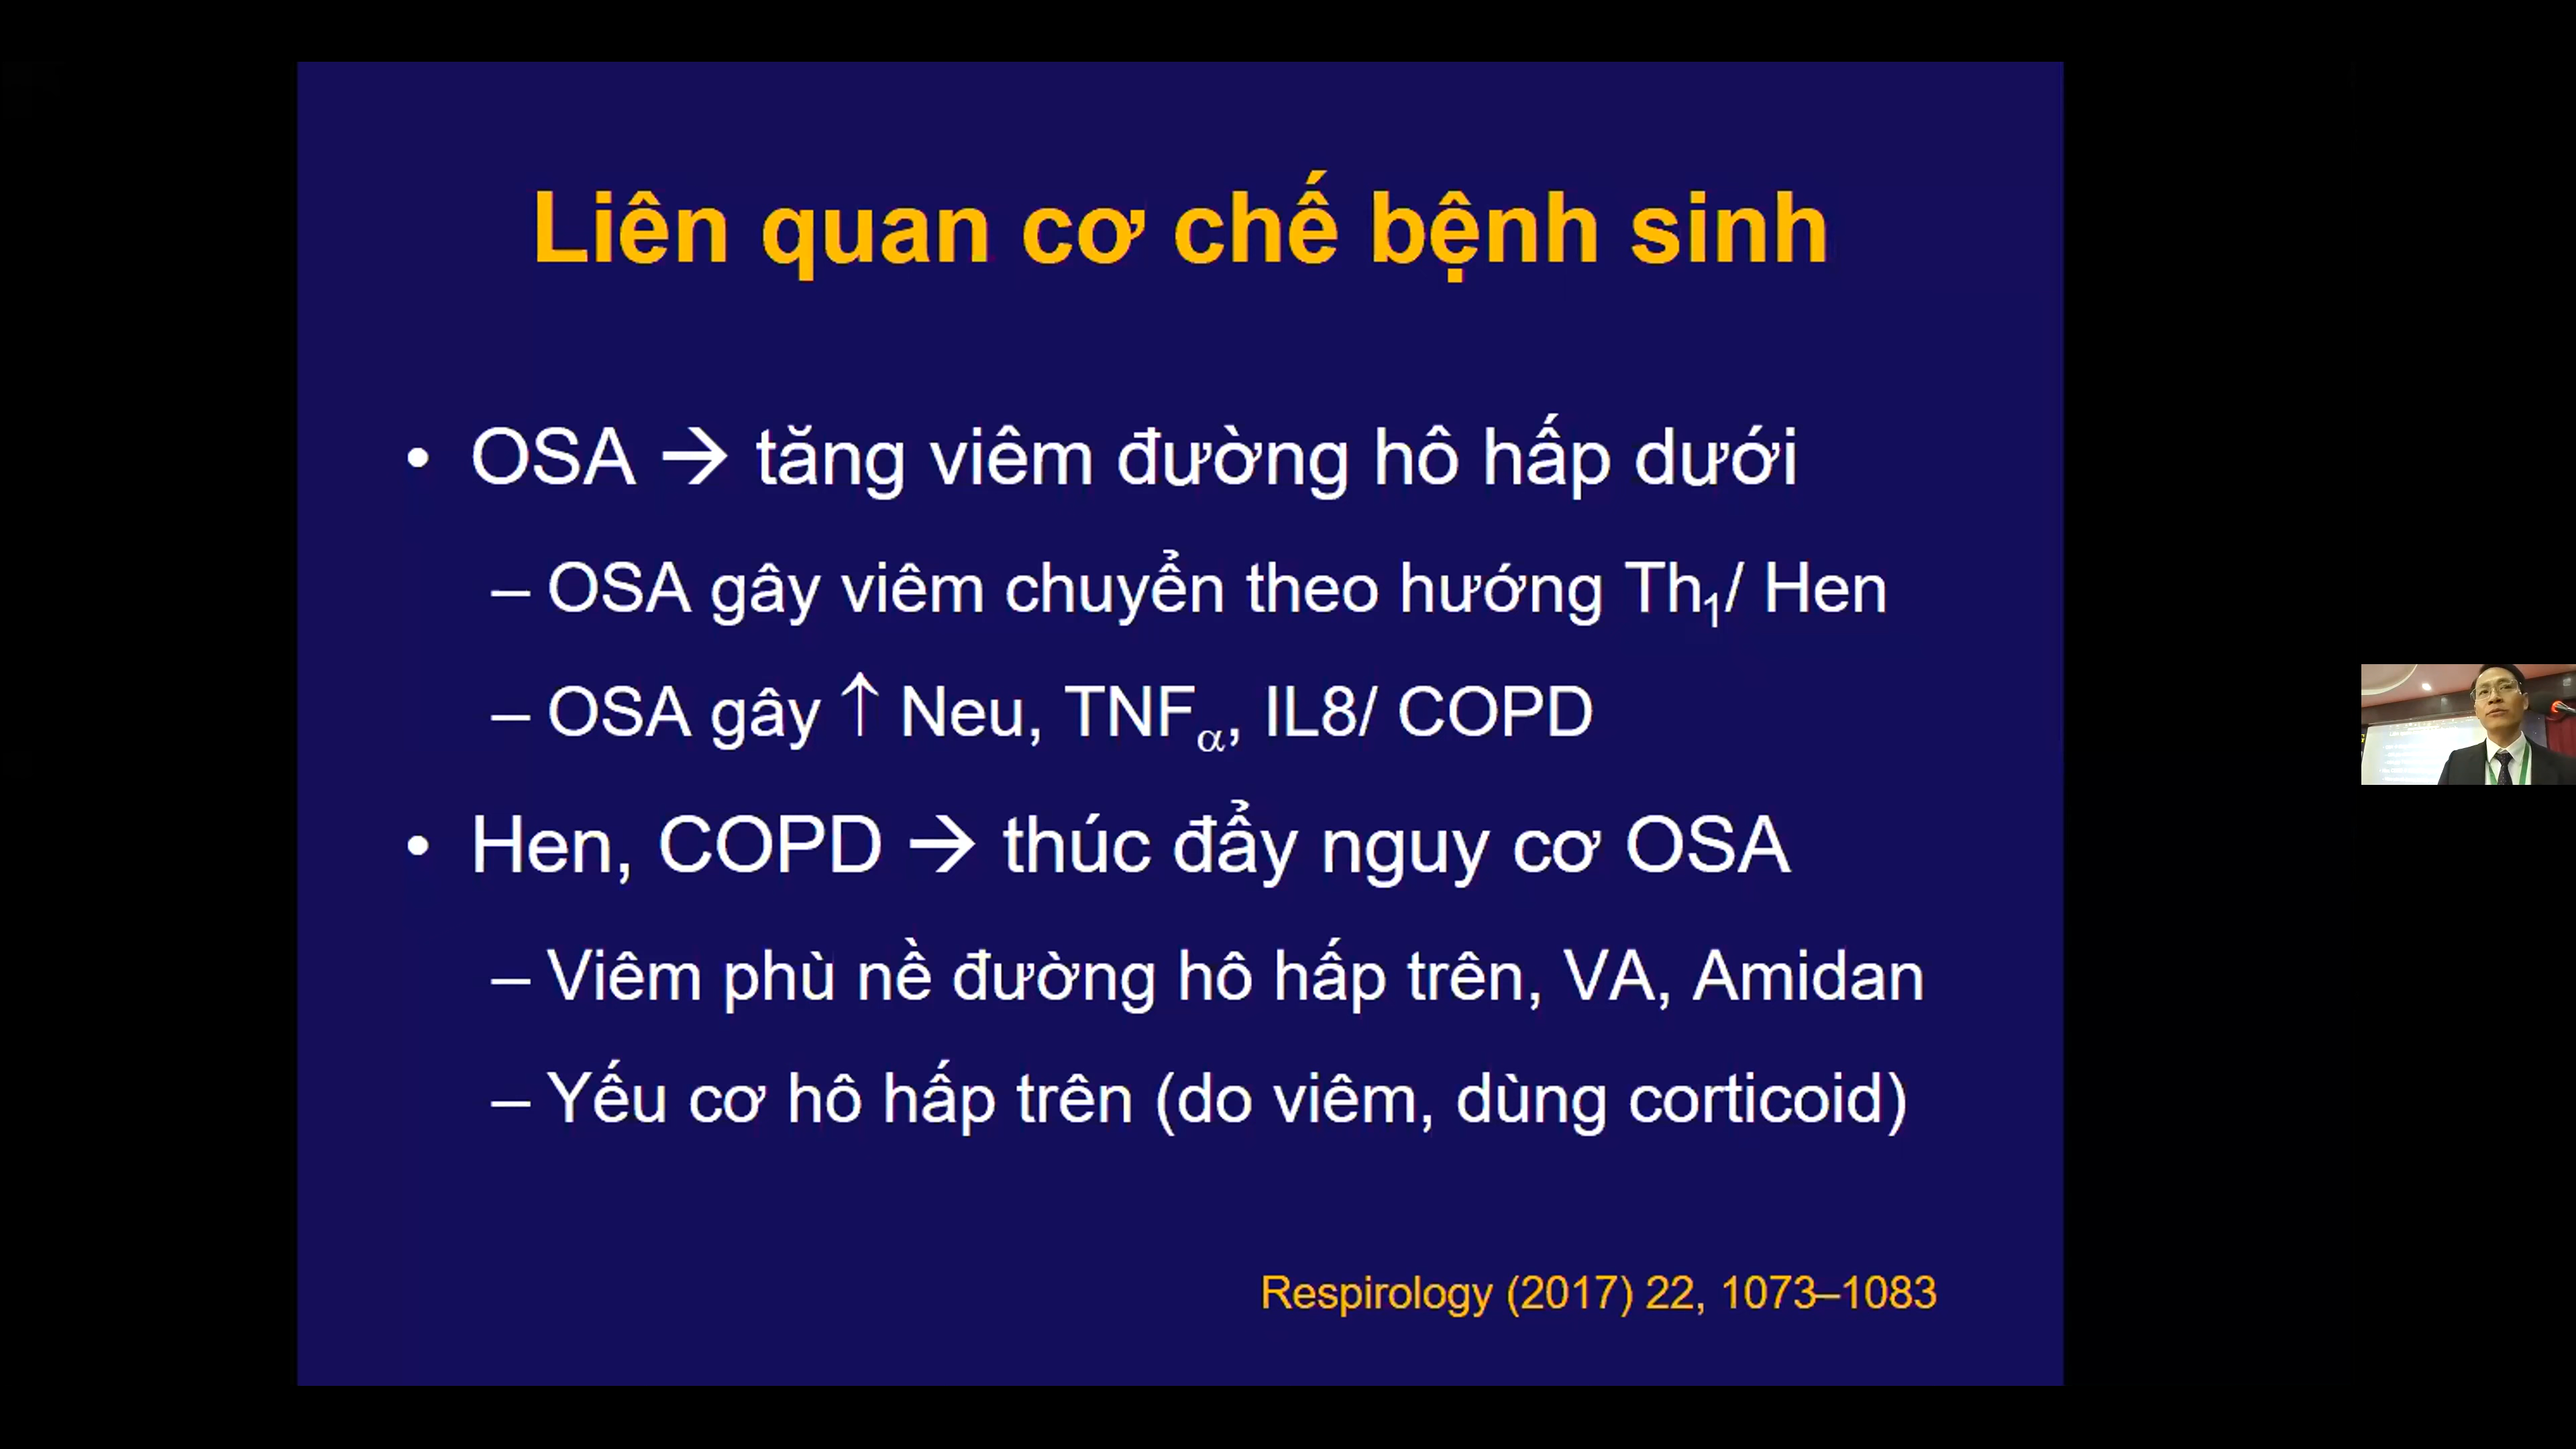 Liên quan cơ chế bệnh sinh
• OSA → tăng viêm đường hô hấp dưới
– OSA gây viêm chuyển theo hướng Th₁/ Hen
– OSA gây ↑ Neu, TNFα, IL8/ COPD
• Hen, COPD → thúc đẩy nguy cơ OSA
– Viêm phù nề đường hô hấp trên, VA, Amidan
– Yếu cơ hô hấp trên (do viêm, dùng corticoid)
Respirology (2017) 22, 1073–1083